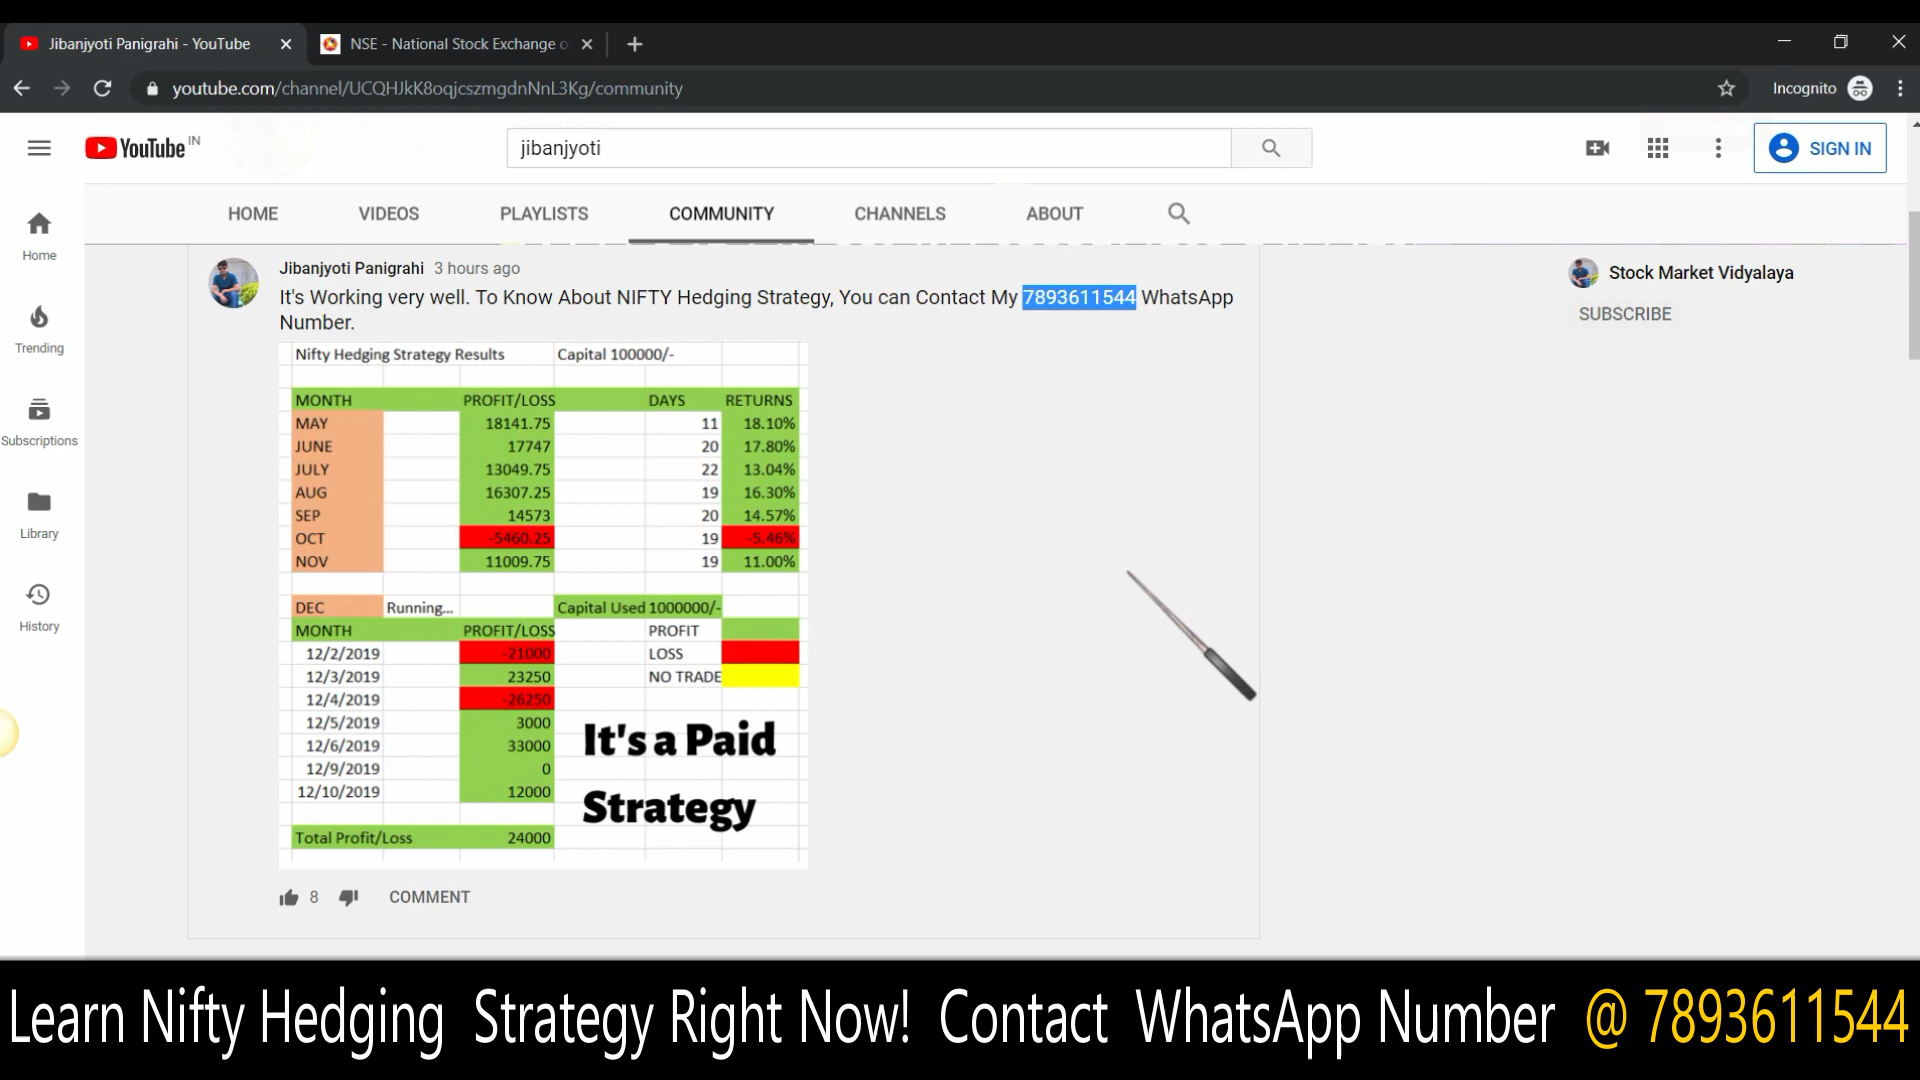 Jibanjyoti Panigrahi - YouTube
NSE - National Stock Exchange o
youtube.com/channel/UCQHJkK8oqjcszmgdnNnL3Kg/community
Incognito
YouTube IN
jibanjyoti
SIGN IN
HOME VIDEOS PLAYLISTS COMMUNITY CHANNELS ABOUT
Home
Trending
Subscriptions
Library
History
Jibanjyoti Panigrahi 3 hours ago
It's Working very well. To Know About NIFTY Hedging Strategy, You can Contact My 7893611544 WhatsApp
Number.
Stock Market Vidyalaya
SUBSCRIBE
Nifty Hedging Strategy Results Capital 100000/-
MONTH PROFIT/LOSS DAYS RETURNS
MAY 18141.75 11 18.10%
JUNE 17747 20 17.80%
JULY 13049.75 22 13.04%
AUG 16307.25 19 16.30%
SEP 14573 20 14.57%
OCT -5460.25 19 -5.46%
NOV 11009.75 19 11.00%
DEC Running... Capital Used 1000000/-
MONTH PROFIT/LOSS PROFIT
12/2/2019 -21000 LOSS
12/3/2019 23250 NO TRADE
12/4/2019 -26250
12/5/2019 3000
12/6/2019 33000
12/9/2019 0
12/10/2019 12000
It's a Paid
Strategy
Total Profit/Loss 24000
8 COMMENT
Learn Nifty Hedging Strategy Right Now! Contact WhatsApp Number @ 7893611544